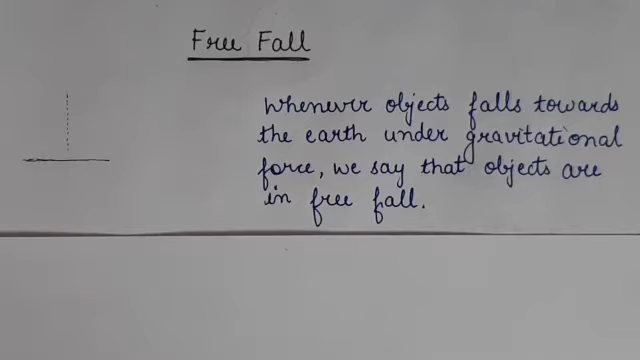 Free Fall
Whenever objects falls towards
the earth under gravitational
force, we say that objects are
in free fall.